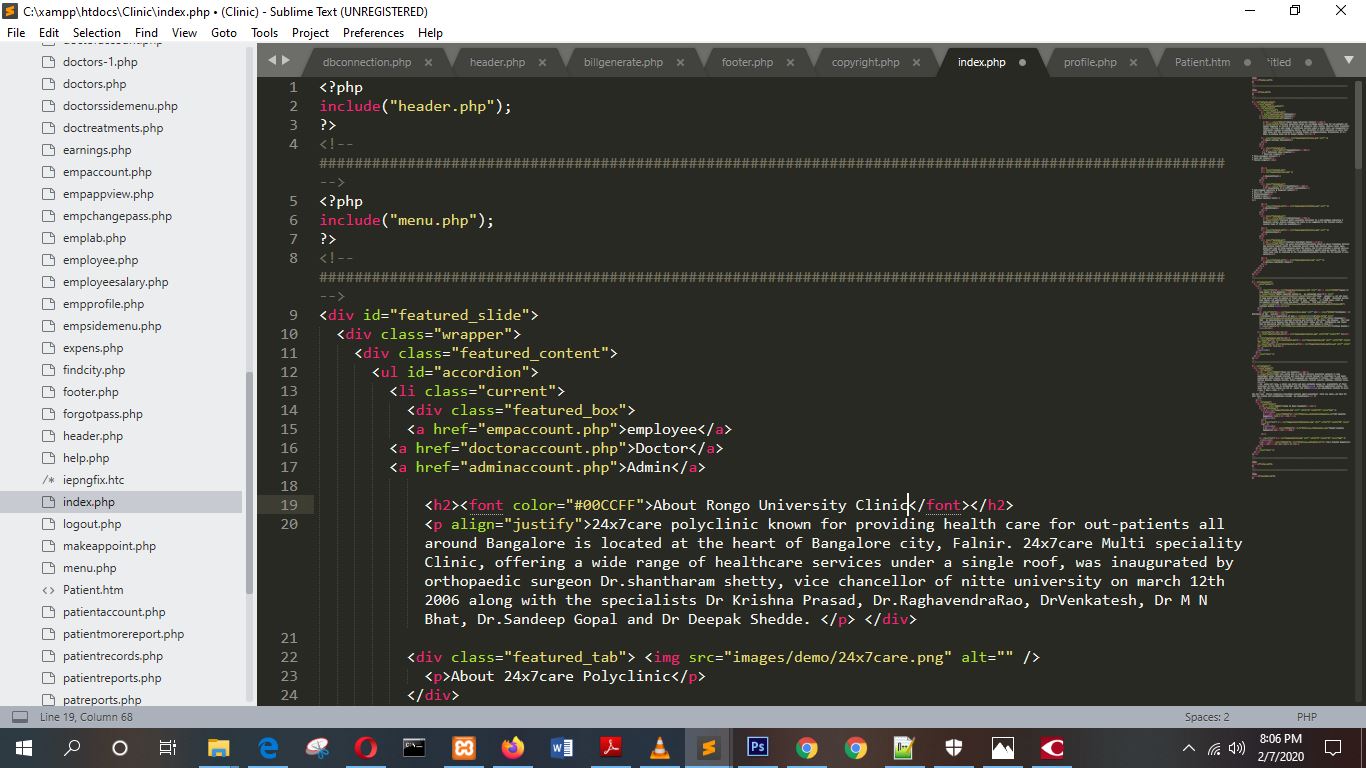 C:\xampp\htdocs\Clinic\index.php • (Clinic) - Sublime Text (UNREGISTERED)
File Edit Selection Find View Goto Tools Project Preferences Help
doctors-1.php
doctors.php
doctorssidemenu.php
doctreatments.php
earnings.php
empaccount.php
empappview.php
empchangepass.php
emplab.php
employee.php
employeesalary.php
empprofile.php
empsidemenu.php
expens.php
findcity.php
footer.php
forgotpass.php
header.php
help.php
/* iepngfix.htc
index.php
logout.php
makeappoint.php
menu.php
<> Patient.htm
patientaccount.php
patientmorereport.php
patientrecords.php
patientreports.php
patreports.php
dbconnection.php × header.php × billgenerate.php × footer.php × copyright.php × index.php • profile.php × Patient.htm • titled •
1 <?php
2 include("header.php");
3 ?>
4 <!--
#######################################################################################################
-->
5 <?php
6 include("menu.php");
7 ?>
8 <!--
#######################################################################################################
-->
9 <div id="featured_slide">
10 <div class="wrapper">
11 <div class="featured_content">
12 <ul id="accordion">
13 <li class="current">
14 <div class="featured_box">
15 <a href="empaccount.php">employee</a>
16 <a href="doctoraccount.php">Doctor</a>
17 <a href="adminaccount.php">Admin</a>
18
19 <h2><font color="#00CCFF">About Rongo University Clinic</font></h2>
20 <p align="justify">24x7care polyclinic known for providing health care for out-patients all
around Bangalore is located at the heart of Bangalore city, Falnir. 24x7care Multi speciality
Clinic, offering a wide range of healthcare services under a single roof, was inaugurated by
orthopaedic surgeon Dr.shantharam shetty, vice chancellor of nitte university on march 12th
2006 along with the specialists Dr Krishna Prasad, Dr.RaghavendraRao, DrVenkatesh, Dr M N
Bhat, Dr.Sandeep Gopal and Dr Deepak Shedde. </p> </div>
21
22 <div class="featured_tab"> <img src="images/demo/24x7care.png" alt="" />
23 <p>About 24x7care Polyclinic</p>
24 </div>
Line 19, Column 68 Spaces: 2 PHP
8:06 PM
2/7/2020